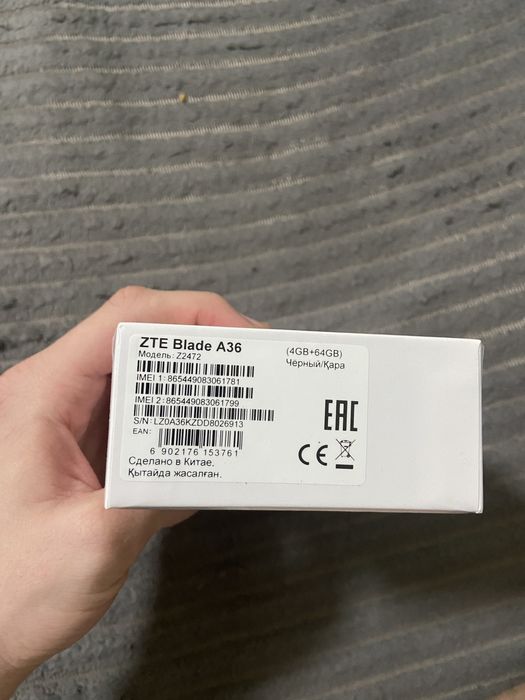 ZTE Blade A36
(4GB+64GB)
Модель: Z2472
Черный/Қара
IMEI 1: 865449083061781
IMEI 2: 865449083061799
S/N: LZ0A36KZDD8026913
EAN:
6 902176 153761
Сделано в Китае.
Қытайда жасалған.
EAC
CE